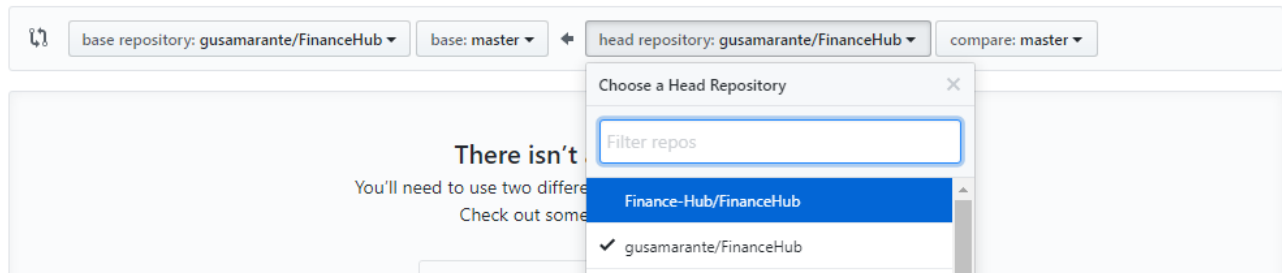 base repository: gusamarante/FinanceHub base: master head repository: gusamarante/FinanceHub compare: master
Choose a Head Repository
Filter repos
There isn't
You'll need to use two
Check out some
Finance-Hub/FinanceHub
gusamarante/FinanceHub